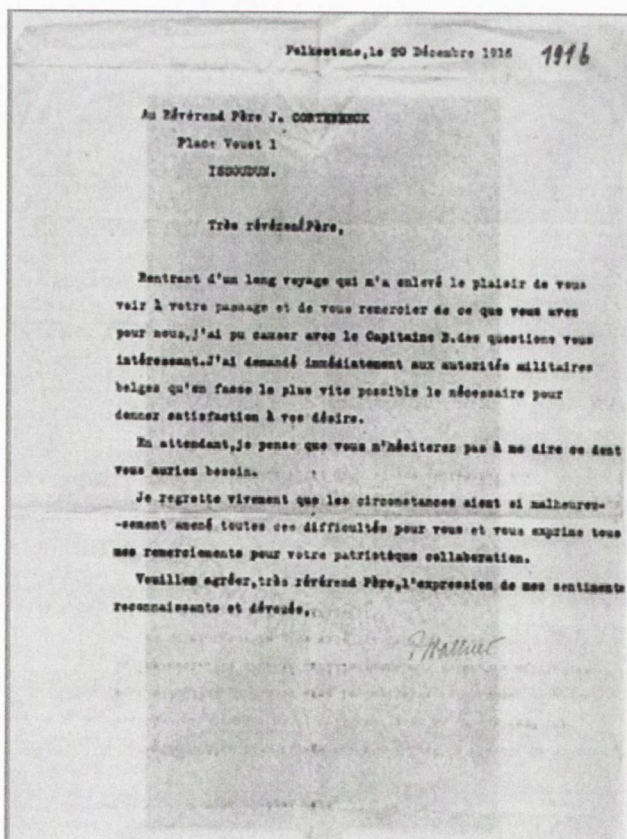 Folkestone, le 20 Décembre 1916 1916
Au Révérend Père J. CORTEBEECK
Place Vouet 1
ISSOUDUN.
Très révérend Père,
Rentrant d'un long voyage qui m'a enlevé le plaisir de vous
voir à votre passage et de vous remercier de ce que vous avez
pour nous, j'ai pu causer avec le Capitaine B. des questions vous
intéressant. J'ai demandé immédiatement aux autorités militaires
belges qu'on fasse le plus vite possible le nécessaire pour
donner satisfaction à vos désirs.
En attendant, je pense que vous n'hésiterez pas à me dire ce dont
vous auriez besoin.
Je regrette vivement que les circonstances aient si malheureu-
-sement amené toutes ces difficultés pour vous et vous exprime tous
mes remerciements pour votre patriotèque collaboration.
Veuillez agréer, très révérend Père, l'expression de mes sentiments
reconnaissants et dévoués,